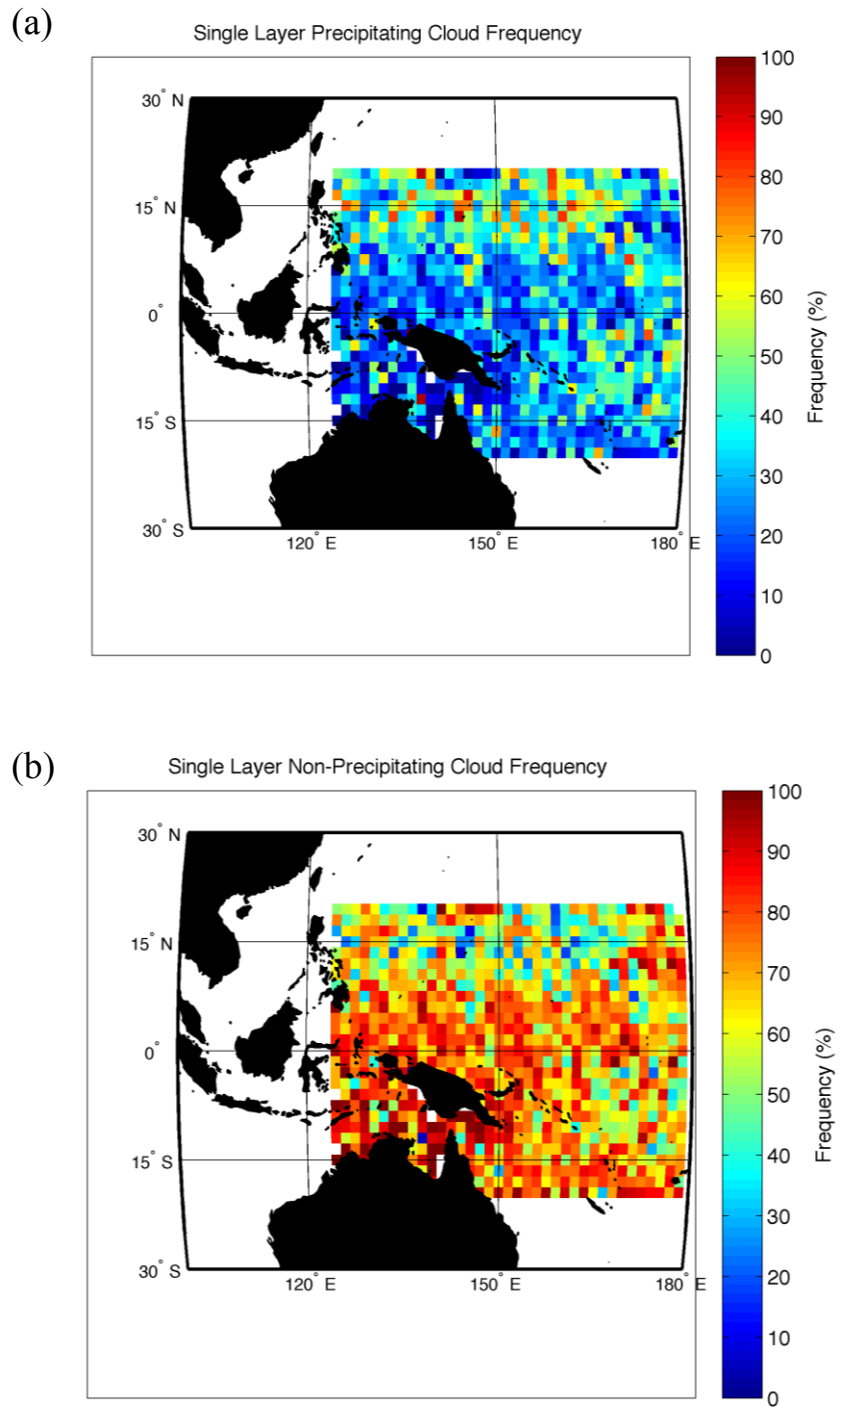 (a)
Single Layer Precipitating Cloud Frequency
30° N
15° N
0°
15° S
30° S
120° E
150° E
180° E
100
90
80
70
60
50
40
30
20
10
0
Frequency (%)
(b)
Single Layer Non-Precipitating Cloud Frequency
30° N
15° N
0°
15° S
30° S
120° E
150° E
180° E
100
90
80
70
60
50
40
30
20
10
0
Frequency (%)